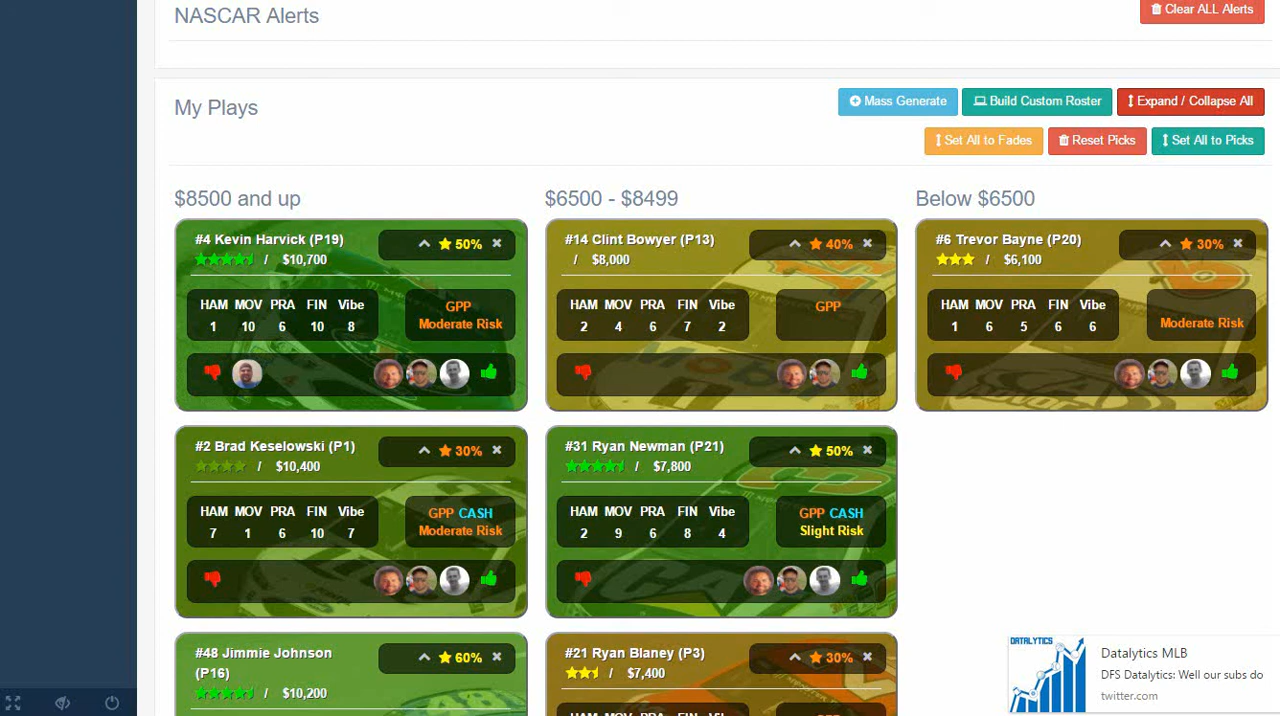 NASCAR Alerts
Clear ALL Alerts
My Plays
Mass Generate
Build Custom Roster
Expand / Collapse All
Set All to Fades
Reset Picks
Set All to Picks
$8500 and up
#4 Kevin Harvick (P19)
50%
/ $10,700
HAM MOV PRA FIN Vibe
1 10 6 10 8
GPP
Moderate Risk
#2 Brad Keselowski (P1)
30%
/ $10,400
HAM MOV PRA FIN Vibe
7 1 6 10 7
GPP CASH
Moderate Risk
#48 Jimmie Johnson
(P16)
60%
/ $10,200
$6500 - $8499
#14 Clint Bowyer (P13)
40%
/ $8,000
HAM MOV PRA FIN Vibe
2 4 6 7 2
GPP
#31 Ryan Newman (P21)
50%
/ $7,800
HAM MOV PRA FIN Vibe
2 9 6 8 4
GPP CASH
Slight Risk
#21 Ryan Blaney (P3)
30%
/ $7,400
Below $6500
#6 Trevor Bayne (P20)
30%
/ $6,100
HAM MOV PRA FIN Vibe
1 6 5 6 6
Moderate Risk
DATALYTICS
Datalytics MLB
DFS Datalytics: Well our subs do
twitter.com